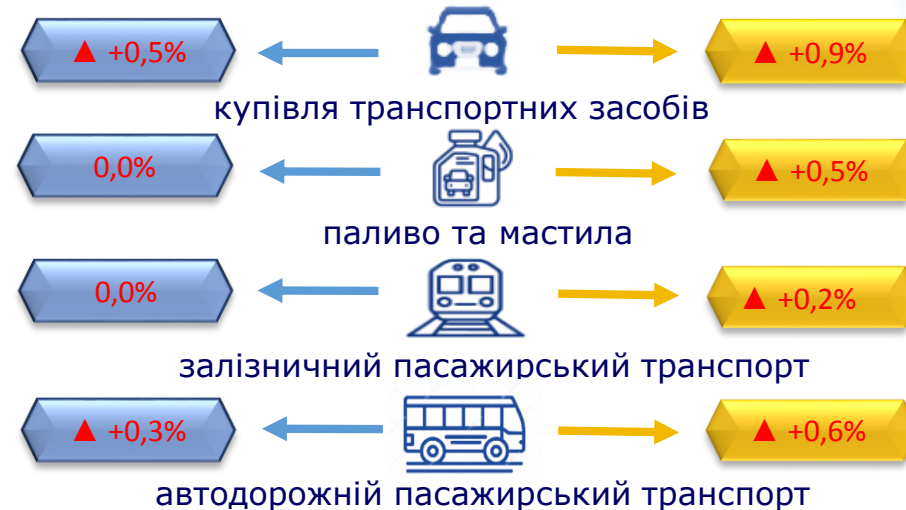 ▲ +0,5% ▲ +0,9%
купівля транспортних засобів
0,0% ▲ +0,5%
паливо та мастила
0,0% ▲ +0,2%
залізничний пасажирський транспорт
▲ +0,3% ▲ +0,6%
автодорожній пасажирський транспорт